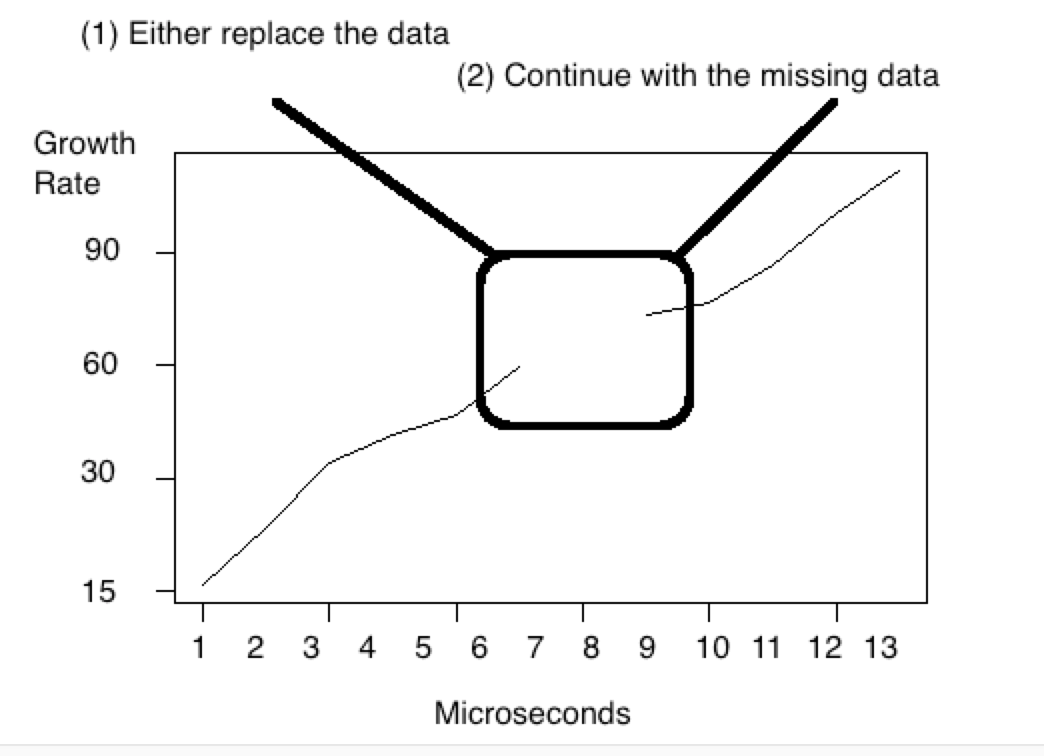 (1) Either replace the data
(2) Continue with the missing data
Growth
Rate
90
60
30
15
1 2 3 4 5 6 7 8 9 10 11 12 13
Microseconds